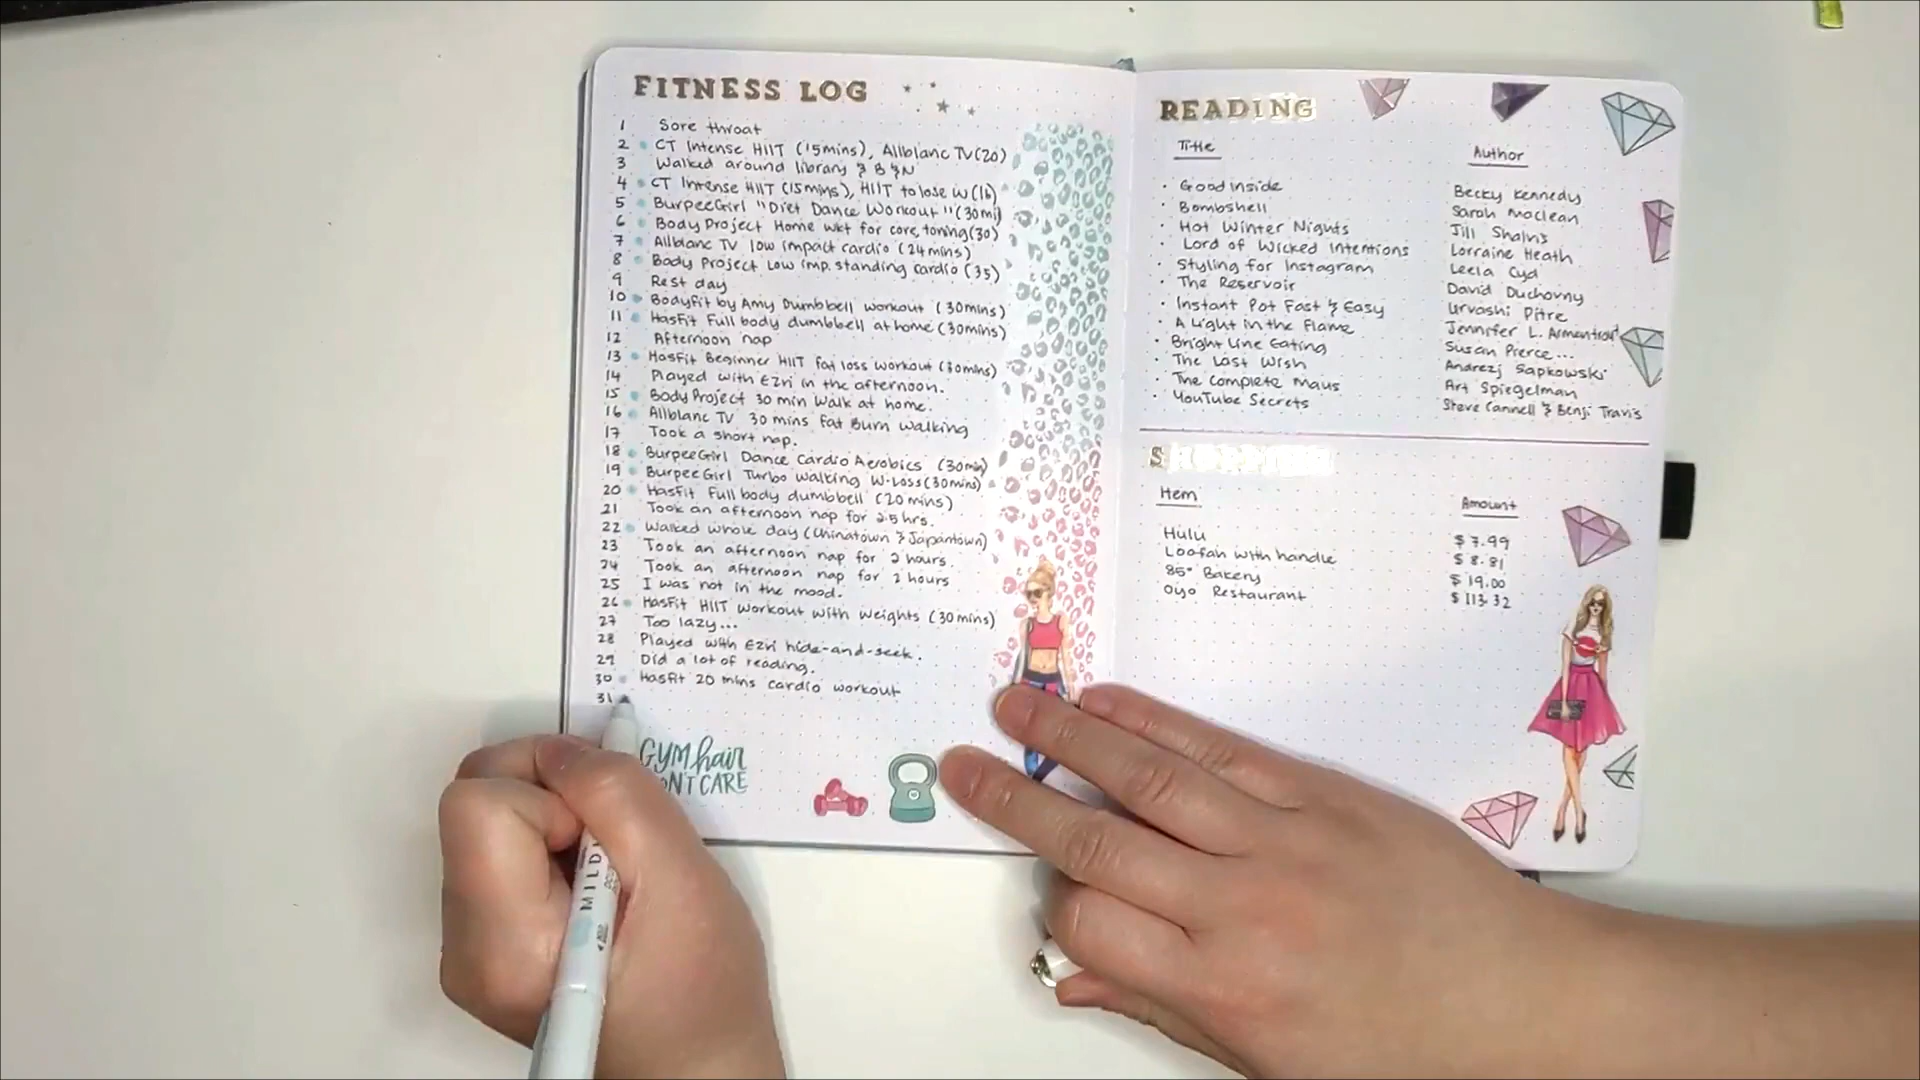 FITNESS LOG
1 Sore throat
2 CT Intense HIIT (15mins), Allblanc TV (20)
3 Walked around library & B & N
4 CT Intense HIIT (15mins), HIIT to lose W (16)
5 BurpeeGirl "Diet Dance Workout" (30mi)
6 Body Project Home wkt for core, toning (30)
7 Allblanc TV low impact cardio (24mins)
8 Body Project Low imp. standing cardio (35)
9 Rest day
10 Bodyfit by Amy Dumbbell workout (30mins)
11 Hasfit Full body dumbbell at home (30mins)
12 Afternoon nap
13 Hasfit Beginner HIIT fat loss workout (30mins)
14 Played with Ezri in the afternoon.
15 Body Project 30 min Walk at home.
16 Allblanc TV 30 mins Fat Burn Walking
17 Took a short nap.
18 BurpeeGirl Dance Cardio Aerobics (30min)
19 BurpeeGirl Turbo Walking W-Loss (30mins)
20 Hasfit Full body dumbbell (20 mins)
21 Took an afternoon nap for 2.5 hrs.
22 Walked whole day (Chinatown & Japantown)
23 Took an afternoon nap for 2 hours.
24 Took an afternoon nap for 2 hours
25 I was not in the mood.
26 Hasfit HIIT workout with weights (30mins)
27 Too lazy...
28 Played with Ezri hide-and-seek.
29 Did a lot of reading.
30 Hasfit 20 mins cardio workout
31
GYM hair
CARE
READING
Title Author
Good Inside Becky Kennedy
Bombshell Sarah Maclean
Hot Winter Nights Jill Shalvis
Lord of Wicked Intentions Lorraine Heath
Styling for Instagram Leela Cyd
The Reservoir David Duchovny
Instant Pot Fast & Easy Urvashi Pitre
A Light in the Flame Jennifer L. Armentrout
Bright Line Eating Susan Pierce...
The Last Wish Andrezj Sapkowski
The Complete Maus Art Spiegelman
YouTube Secrets Steve Cannell & Benji Travis
Item Amount
Hulu $7.99
Loofah with handle $8.81
85° Bakery $19.00
Oyo Restaurant $113.32
MILD